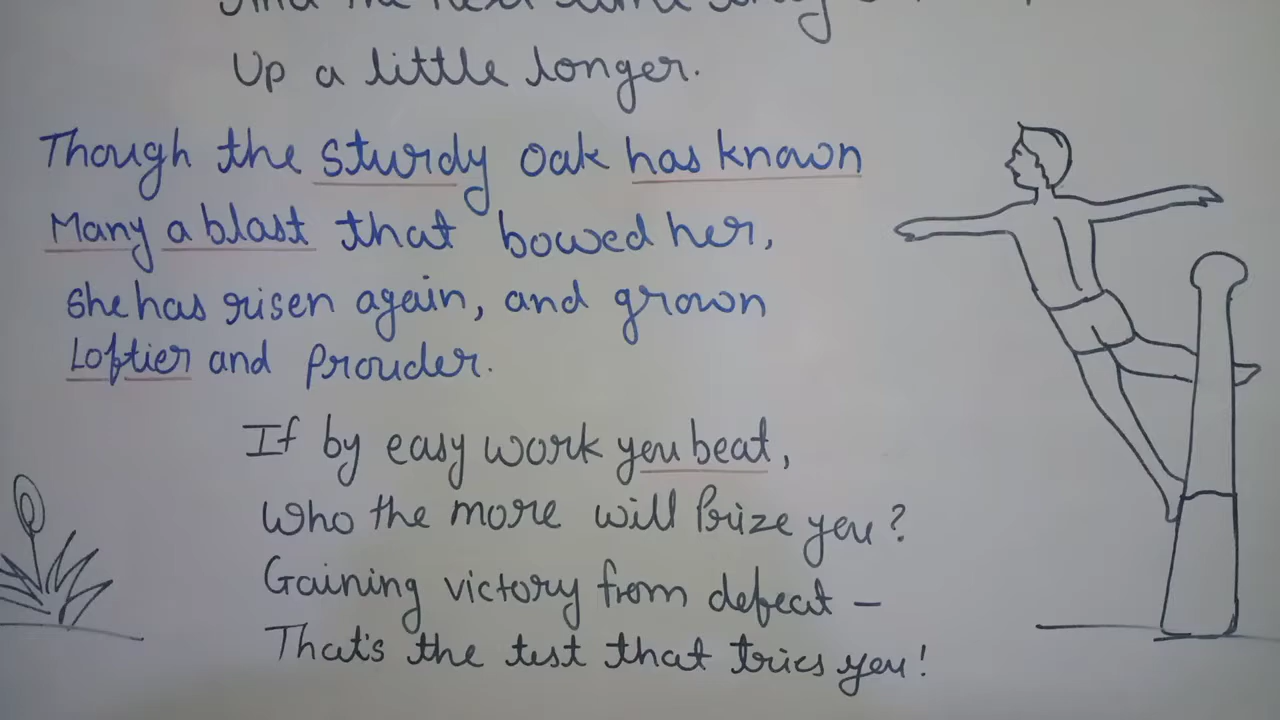 Up a little longer.
Though the sturdy oak has known
Many a blast that bowed her,
She has risen again, and grown
Loftier and Prouder.
If by easy work you beat,
Who the more will Prize you?
Gaining victory from defeat –
That's the test that tries you!